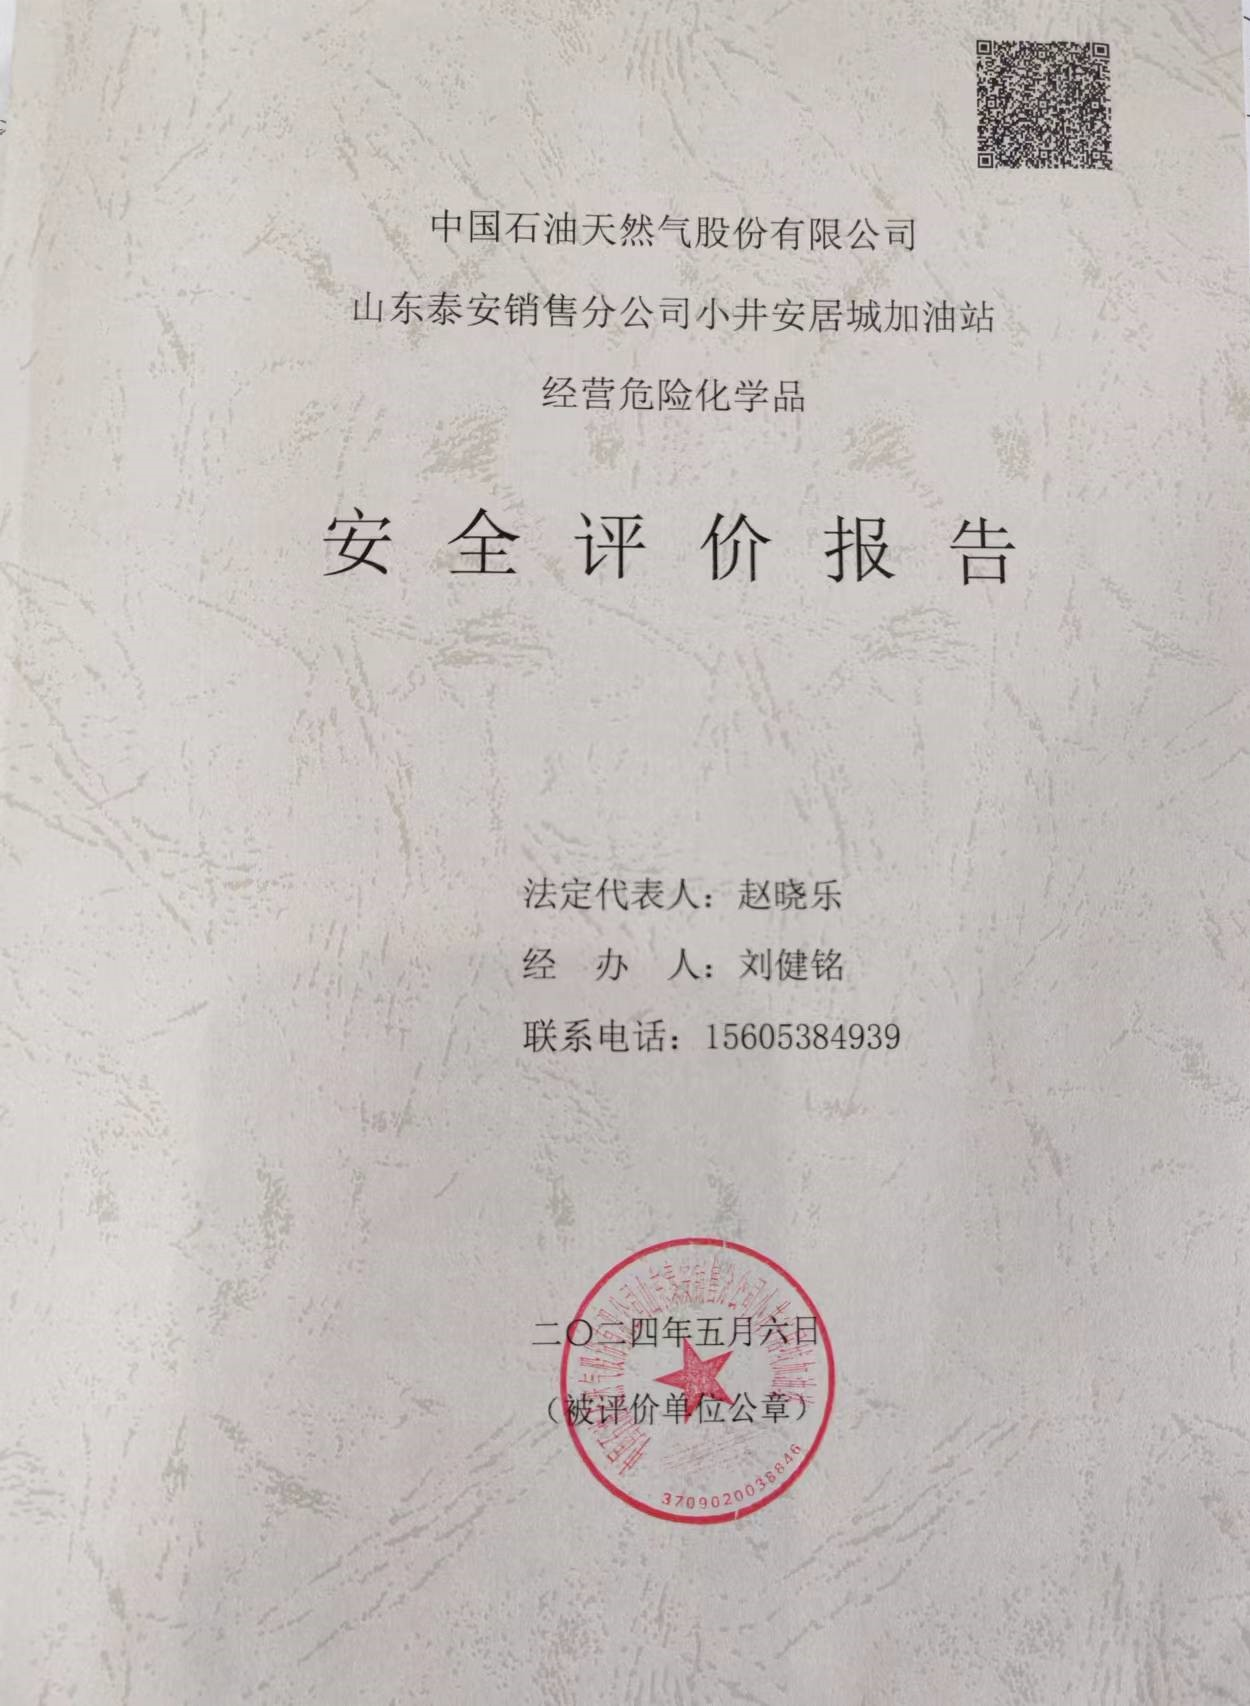 中国石油天然气股份有限公司
山东泰安销售分公司小井安居城加油站
经营危险化学品
安全评价报告
法定代表人：赵晓乐
经 办 人：刘健铭
联系电话：15605384939
二〇二四年五月六日
（被评价单位公章）
3709020038846